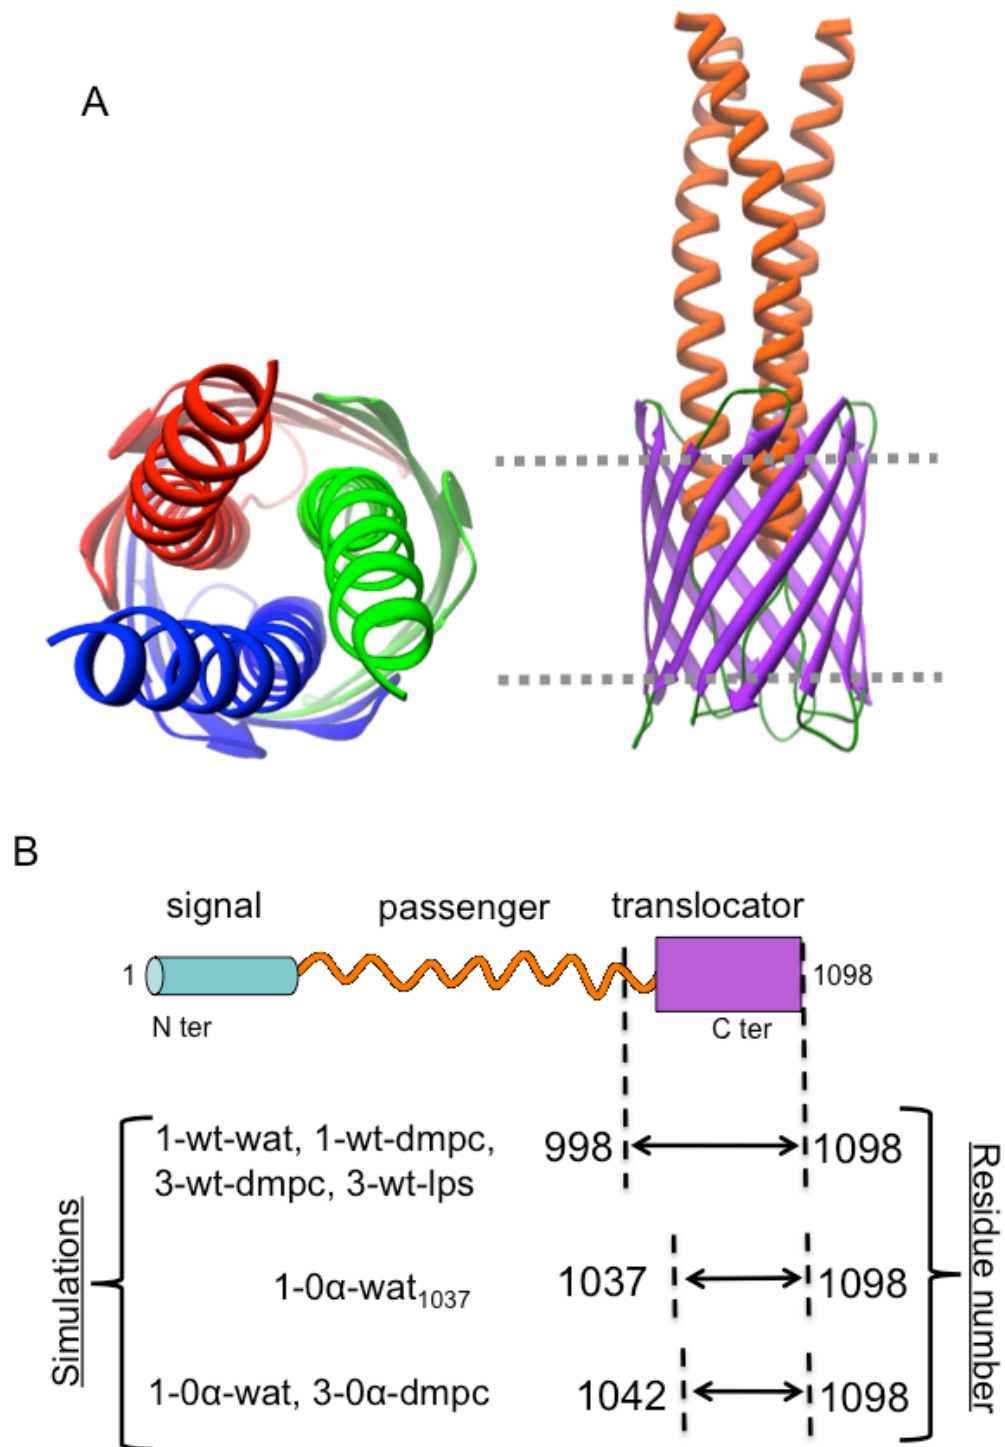 A
B
signal passenger translocator
1 1098
N ter C ter
1-wt-wat, 1-wt-dmpc, 998 1098
3-wt-dmpc, 3-wt-lps
1-0α-wat1037 1037 1098
1-0α-wat, 3-0α-dmpc 1042 1098
Simulations
Residue number